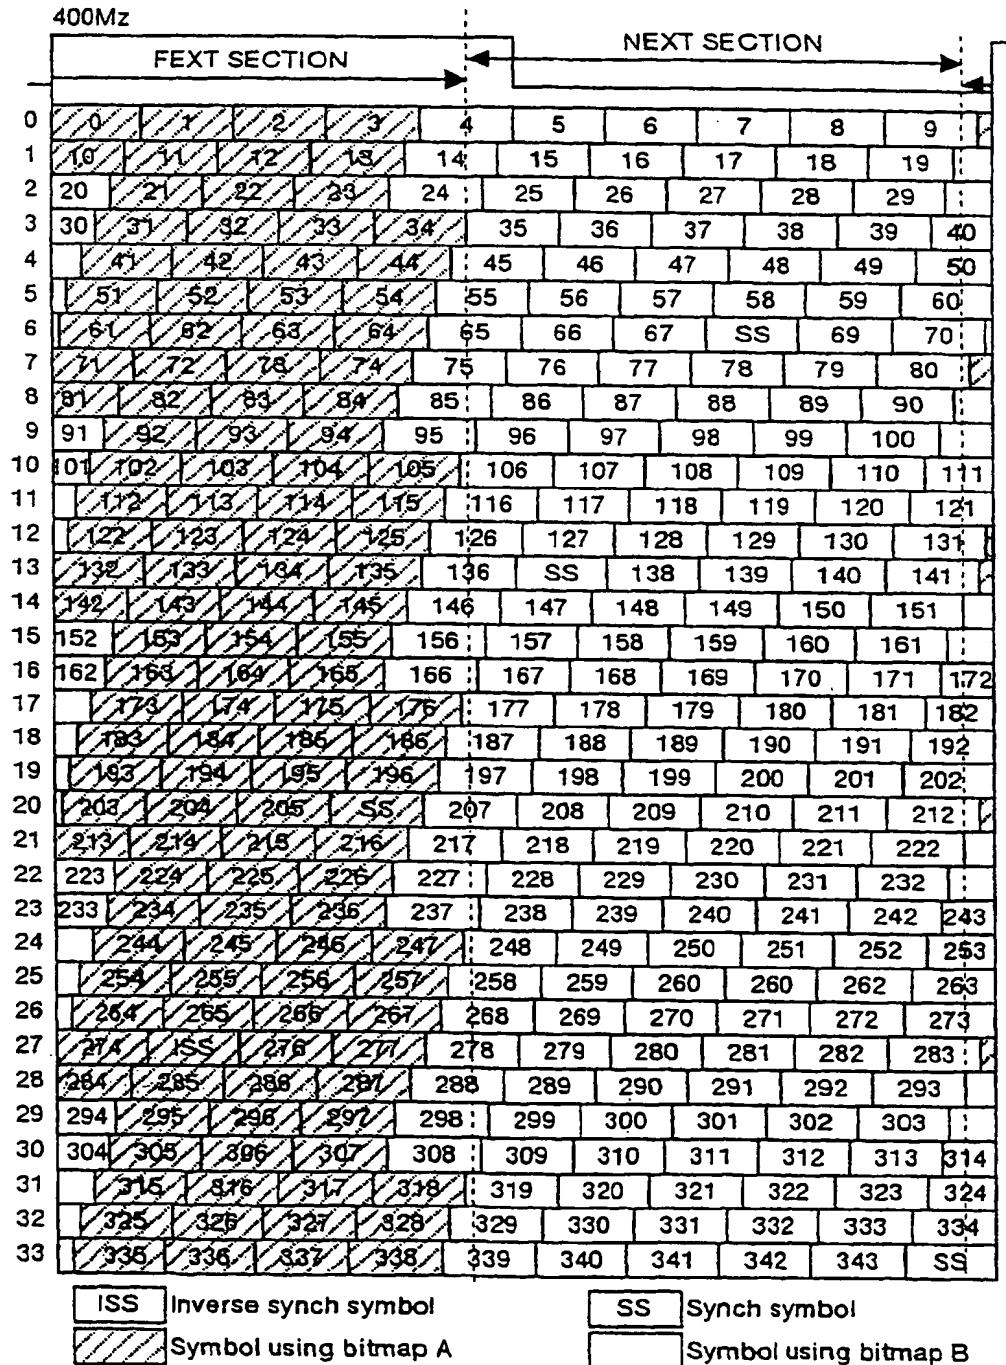 400Mz
FEXT SECTION NEXT SECTION
0 0 1 2 3 4 5 6 7 8 9
1 10 11 12 13 14 15 16 17 18 19
2 20 21 22 23 24 25 26 27 28 29
3 30 31 32 33 34 35 36 37 38 39 40
4 41 42 43 44 45 46 47 48 49 50
5 51 52 53 54 55 56 57 58 59 60
6 61 62 63 64 65 66 67 SS 69 70
7 71 72 73 74 75 76 77 78 79 80
8 81 82 83 84 85 86 87 88 89 90
9 91 92 93 94 95 96 97 98 99 100
10 101 102 103 104 105 106 107 108 109 110 111
11 112 113 114 115 116 117 118 119 120 121
12 122 123 124 125 126 127 128 129 130 131
13 132 133 134 135 136 SS 138 139 140 141
14 142 143 144 145 146 147 148 149 150 151
15 152 153 154 155 156 157 158 159 160 161
16 162 163 164 165 166 167 168 169 170 171 172
17 173 174 175 176 177 178 179 180 181 182
18 183 184 185 186 187 188 189 190 191 192
19 193 194 195 196 197 198 199 200 201 202
20 203 204 205 SS 207 208 209 210 211 212
21 213 214 215 216 217 218 219 220 221 222
22 223 224 225 226 227 228 229 230 231 232
23 233 234 235 236 237 238 239 240 241 242 243
24 244 245 246 247 248 249 250 251 252 253
25 254 255 256 257 258 259 260 260 262 263
26 264 265 266 267 268 269 270 271 272 273
27 274 ISS 276 277 278 279 280 281 282 283
28 284 285 286 287 288 289 290 291 292 293
29 294 295 296 297 298 299 300 301 302 303
30 304 305 306 307 308 309 310 311 312 313 314
31 315 316 317 318 319 320 321 322 323 324
32 325 326 327 328 329 330 331 332 333 334
33 335 336 337 338 339 340 341 342 343 SS
ISS Inverse synch symbol SS Synch symbol
Symbol using bitmap A Symbol using bitmap B